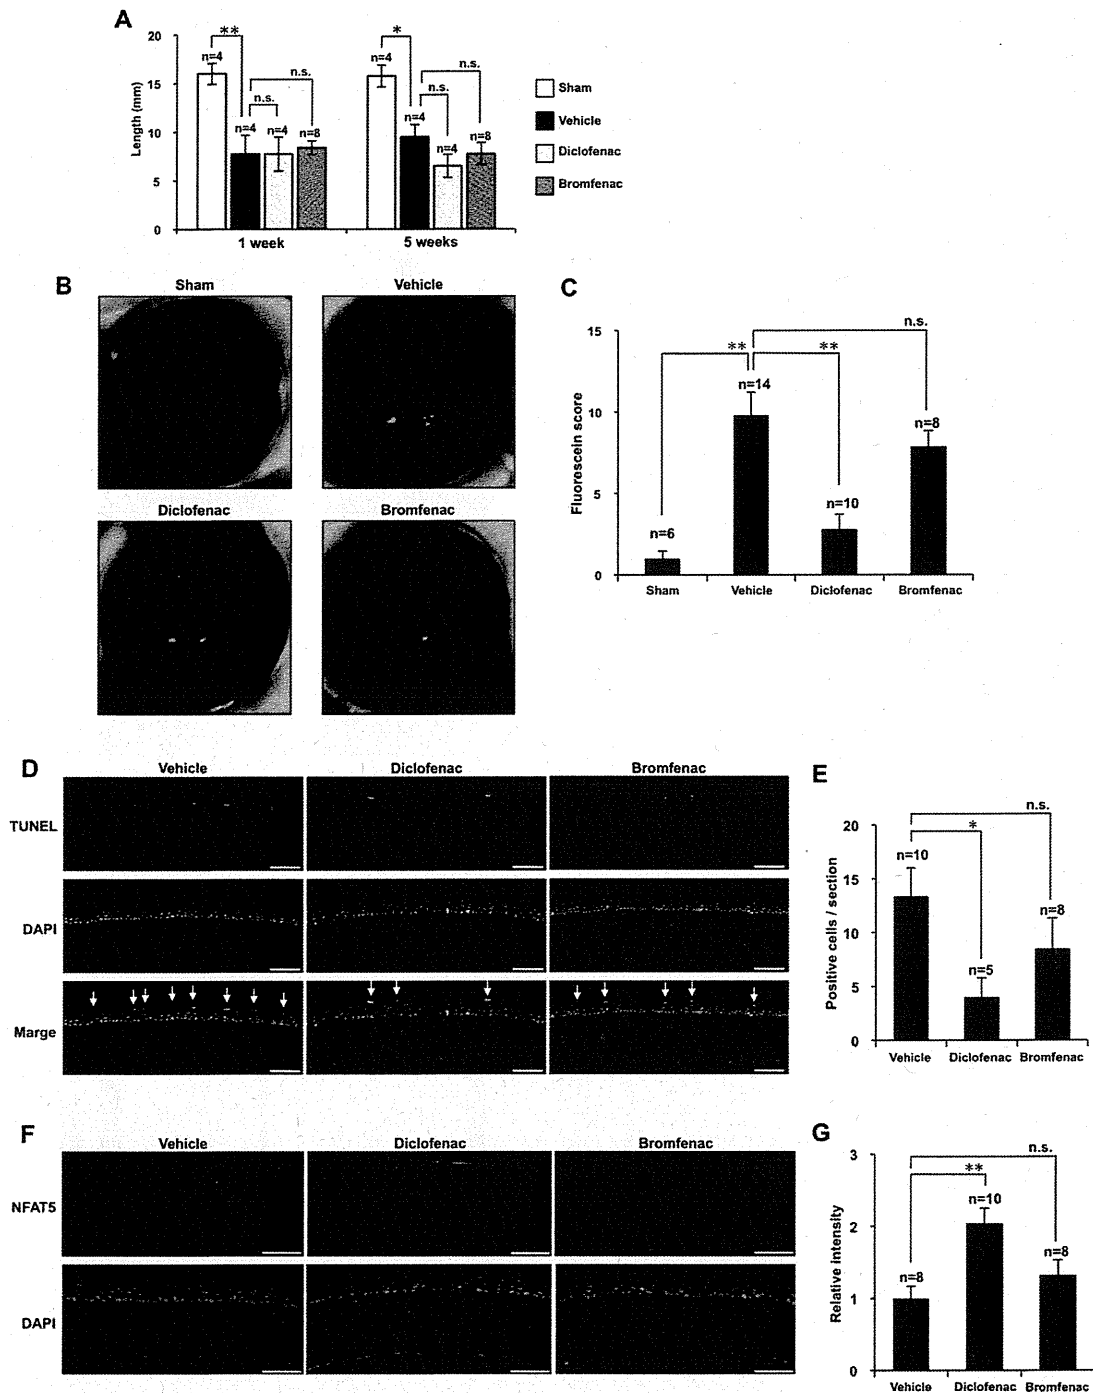 A
20
15
10
5
0
Length (mm)
**
n=4
n=4
n=4
n=8
n.s.
n.s.
1 week
*
n=4
n=4
n=4
n=8
n.s.
n.s.
5 weeks
Sham
Vehicle
Diclofenac
Bromfenac
B
Sham
Vehicle
Diclofenac
Bromfenac
C
15
10
5
0
Fluorescein score
**
**
n.s.
n=6
n=14
n=10
n=8
Sham
Vehicle
Diclofenac
Bromfenac
D
Vehicle
Diclofenac
Bromfenac
TUNEL
DAPI
Marge
E
20
15
10
5
0
Positive cells / section
*
n.s.
n=10
n=5
n=8
Vehicle
Diclofenac
Bromfenac
F
Vehicle
Diclofenac
Bromfenac
NFAT5
DAPI
G
3
2
1
0
Relative intensity
**
n.s.
n=8
n=10
n=8
Vehicle
Diclofenac
Bromfenac